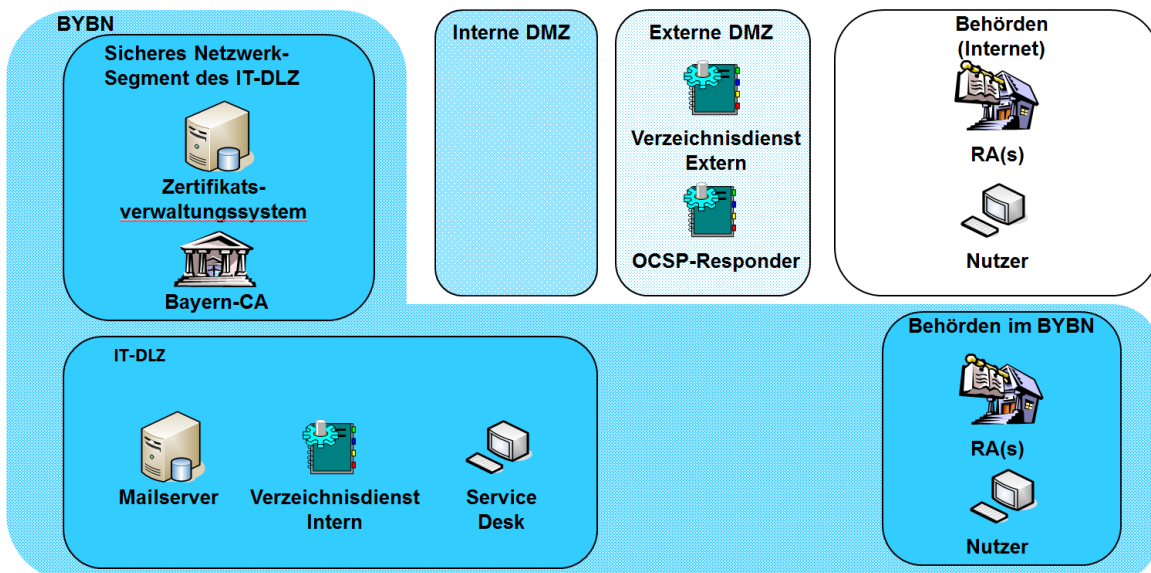 BYBN
Sicheres Netzwerk-
Segment des IT-DLZ
Zertifikats-
verwaltungssystem
Bayern-CA
Interne DMZ
Externe DMZ
Verzeichnisdienst
Extern
OCSP-Responder
Behörden
(Internet)
RA(s)
Nutzer
IT-DLZ
Mailserver
Verzeichnisdienst
Intern
Service
Desk
Behörden im BYBN
RA(s)
Nutzer